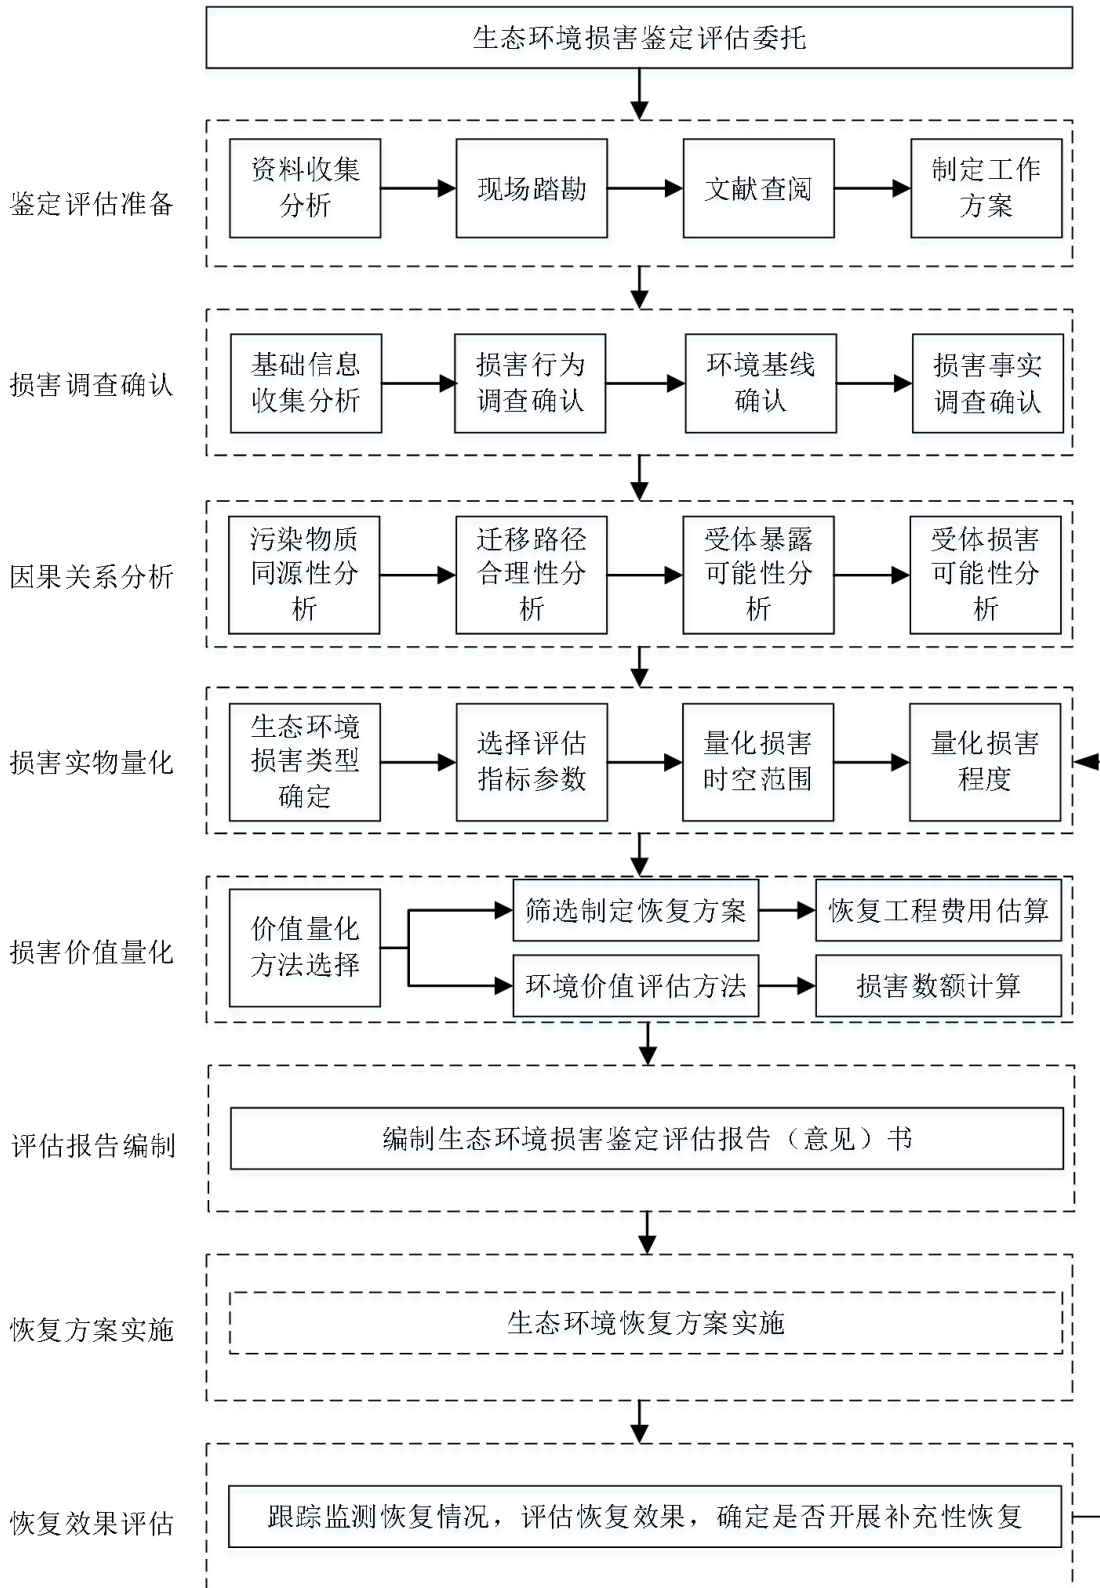 生态环境损害鉴定评估委托
鉴定评估准备
资料收集
分析
现场踏勘
文献查阅
制定工作
方案
损害调查确认
基础信息
收集分析
损害行为
调查确认
环境基线
确认
损害事实
调查确认
因果关系分析
污染物质
同源性分
析
迁移路径
合理性分
析
受体暴露
可能性分
析
受体损害
可能性分
析
损害实物量化
生态环境
损害类型
确定
选择评估
指标参数
量化损害
时空范围
量化损害
程度
损害价值量化
价值量化
方法选择
筛选制定恢复方案
恢复工程费用估算
环境价值评估方法
损害数额计算
评估报告编制
编制生态环境损害鉴定评估报告（意见）书
恢复方案实施
生态环境恢复方案实施
恢复效果评估
跟踪监测恢复情况，评估恢复效果，确定是否开展补充性恢复